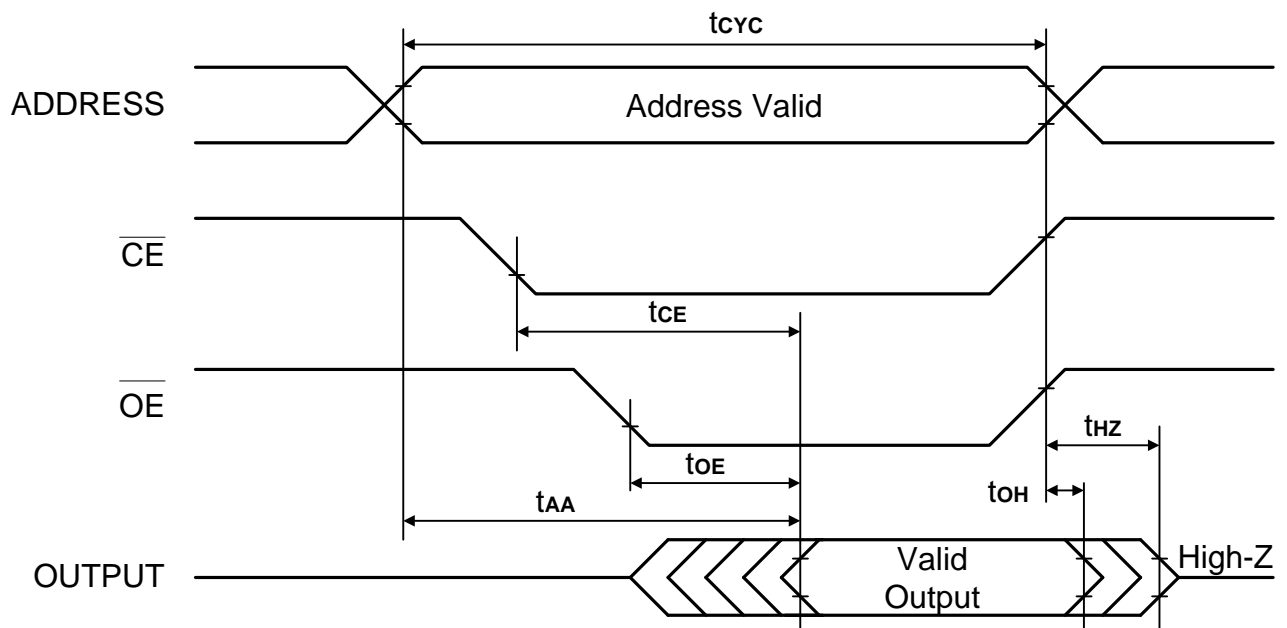 tCYC
ADDRESS
Address Valid
CE
tCE
OE
tHZ
tOE
tOH
tAA
OUTPUT
Valid
Output
High-Z